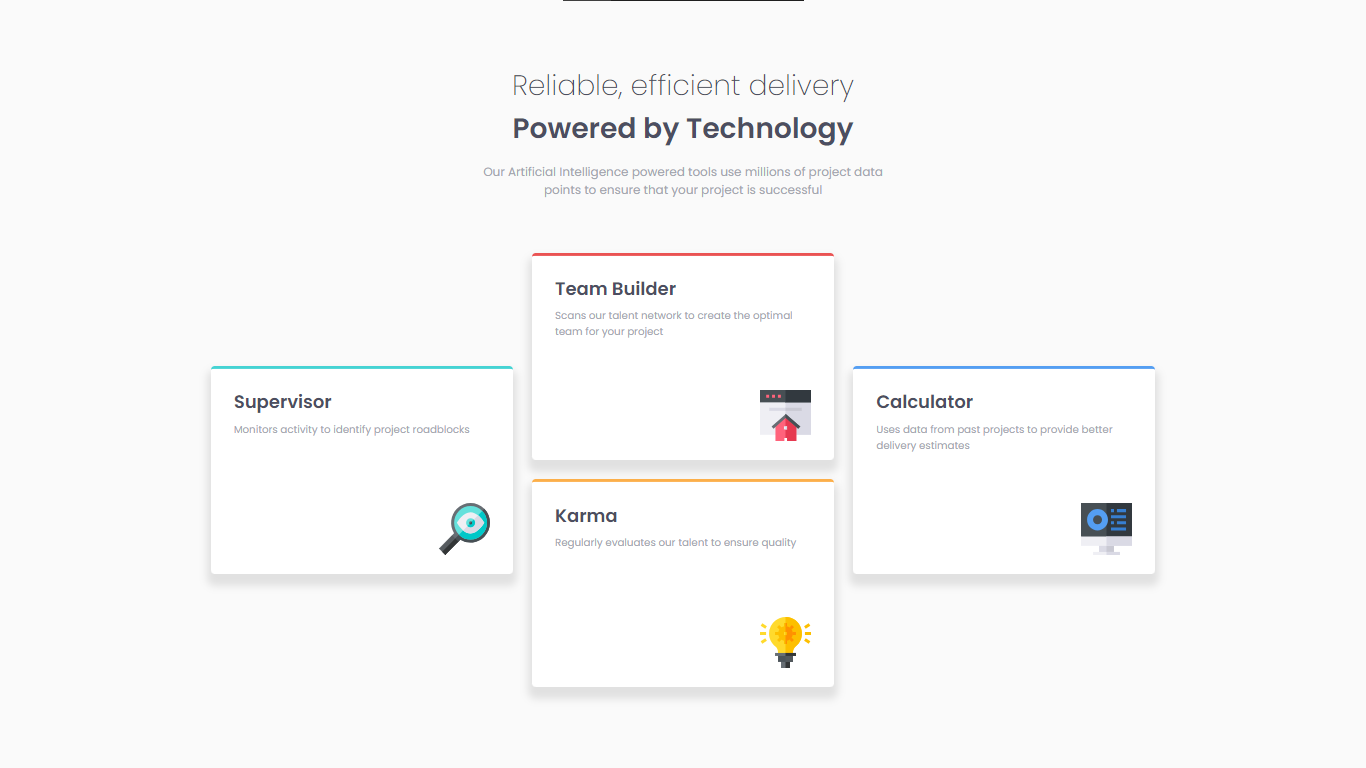 Reliable, efficient delivery
Powered by Technology
Our Artificial Intelligence powered tools use millions of project data
points to ensure that your project is successful
Team Builder
Scans our talent network to create the optimal
team for your project
Supervisor
Monitors activity to identify project roadblocks
Calculator
Uses data from past projects to provide better
delivery estimates
Karma
Regularly evaluates our talent to ensure quality